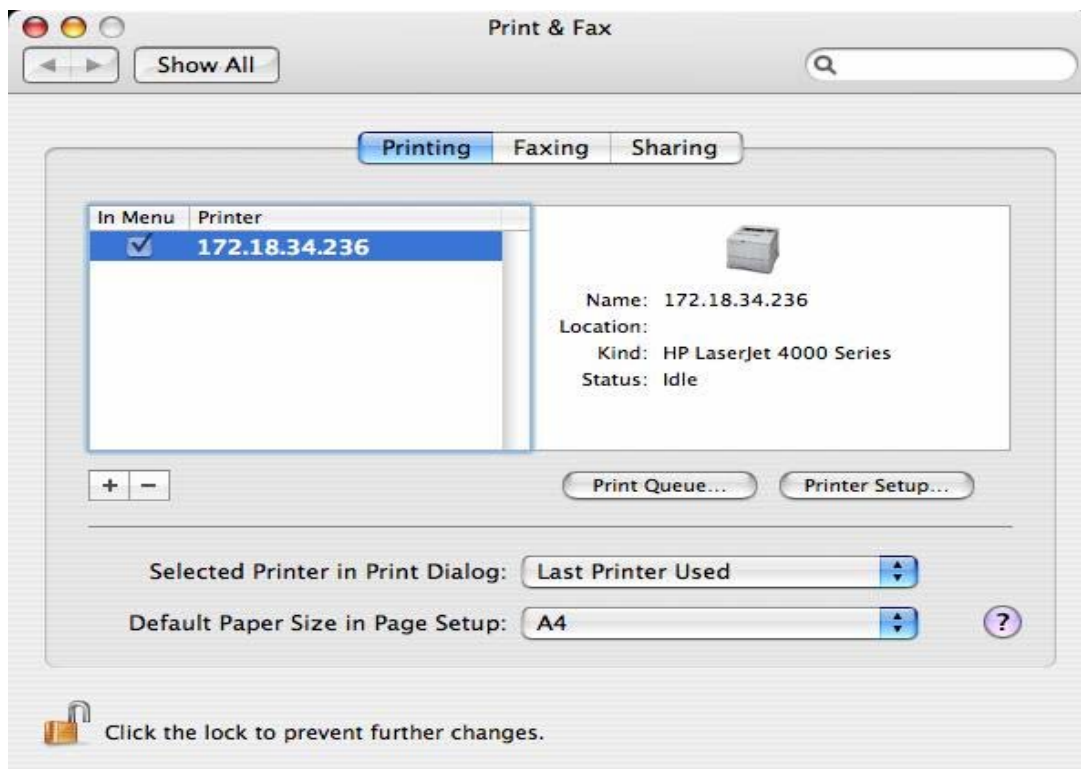 Print & Fax
Show All
Printing Faxing Sharing
In Menu Printer
172.18.34.236
Name: 172.18.34.236
Location:
Kind: HP LaserJet 4000 Series
Status: Idle
+ −
Print Queue... Printer Setup...
Selected Printer in Print Dialog: Last Printer Used
Default Paper Size in Page Setup: A4
?
Click the lock to prevent further changes.